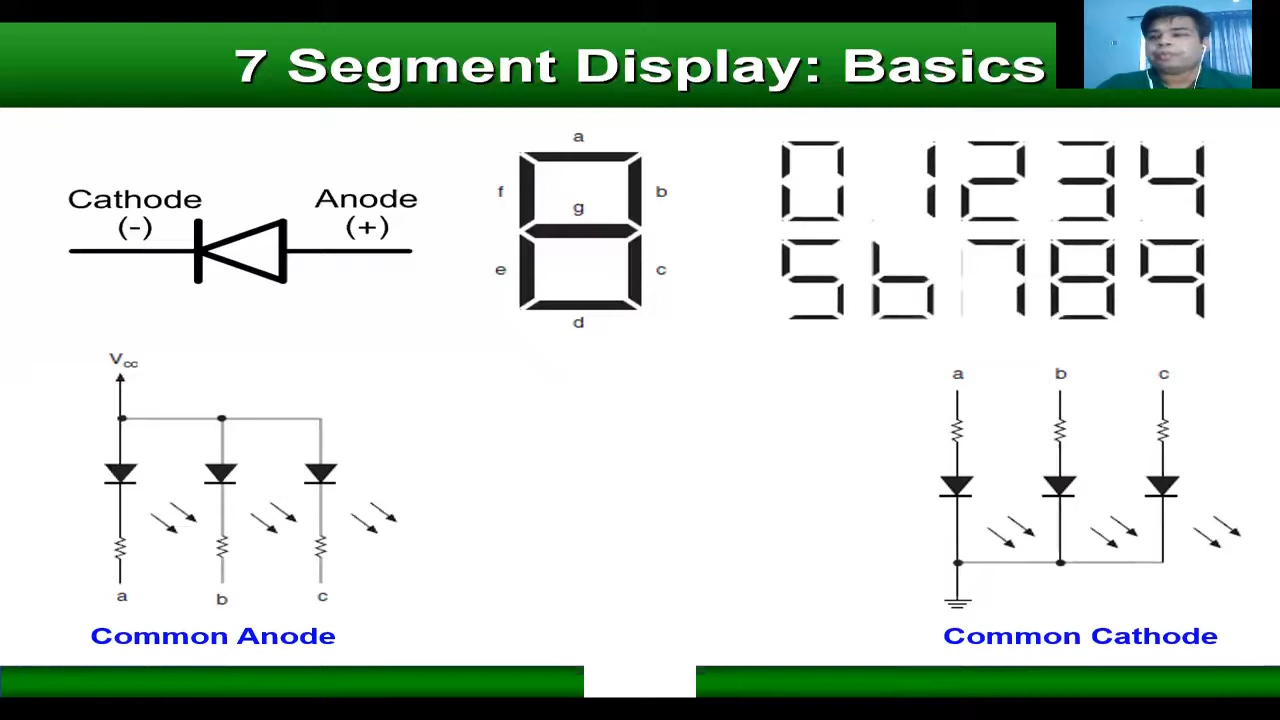 7 Segment Display: Basics
Cathode
(-)
Anode
(+)
a
f
b
g
e
c
d
0 1 2 3 4
5 6 7 8 9
Vcc
a
b
c
Common Anode
a
b
c
Common Cathode